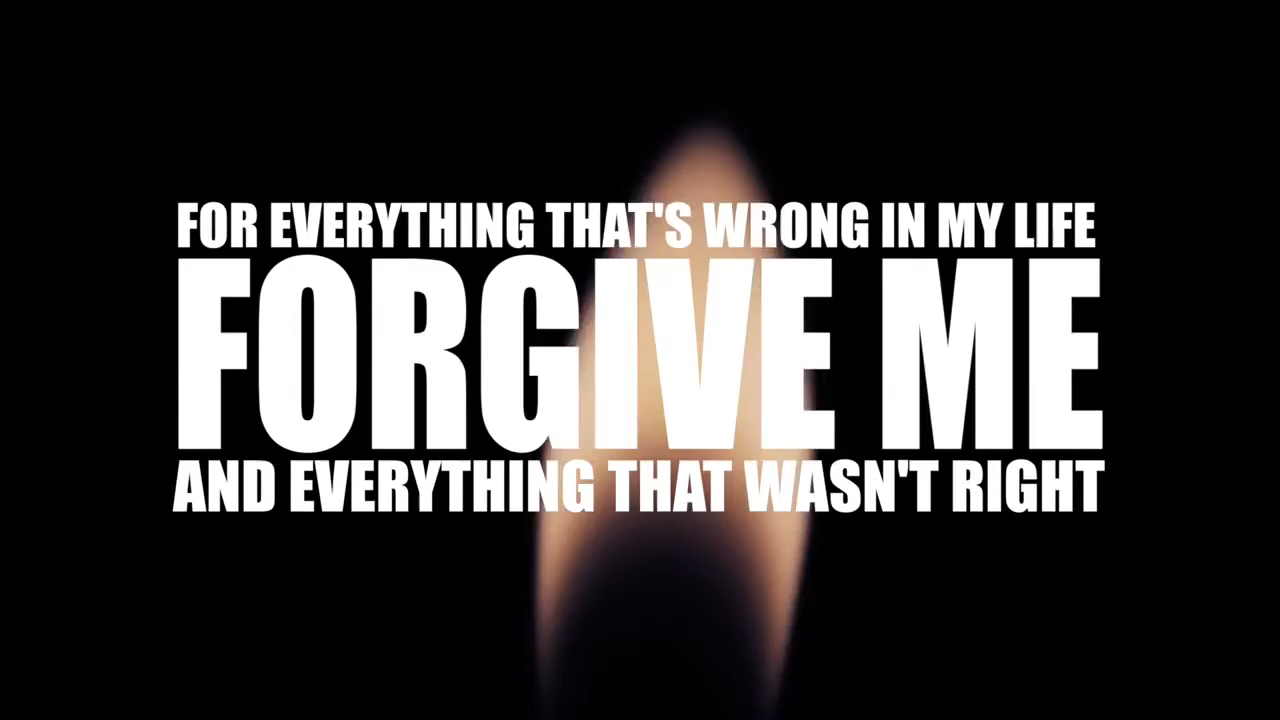 FOR EVERYTHING THAT'S WRONG IN MY LIFE
FORGIVE ME
AND EVERYTHING THAT WASN'T RIGHT